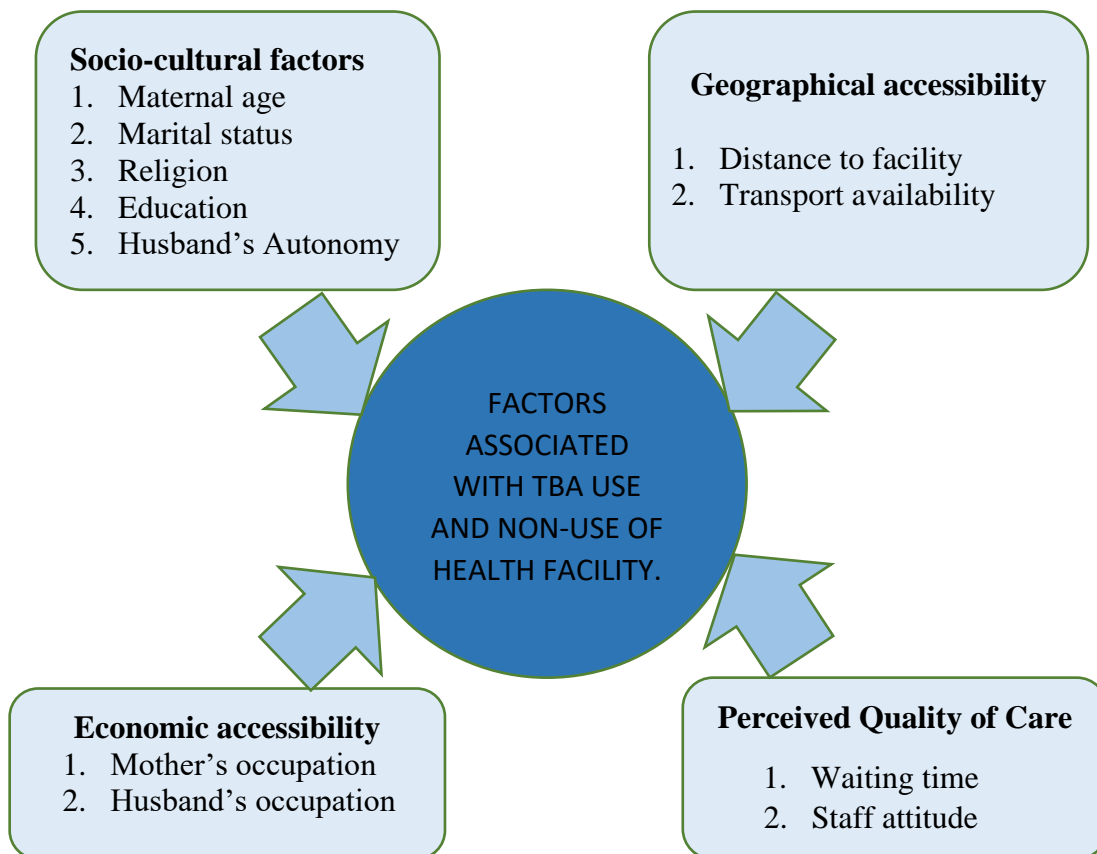 Socio-cultural factors
1. Maternal age
2. Marital status
3. Religion
4. Education
5. Husband’s Autonomy
Geographical accessibility
1. Distance to facility
2. Transport availability
FACTORS
ASSOCIATED
WITH TBA USE
AND NON-USE OF
HEALTH FACILITY.
Economic accessibility
1. Mother’s occupation
2. Husband’s occupation
Perceived Quality of Care
1. Waiting time
2. Staff attitude